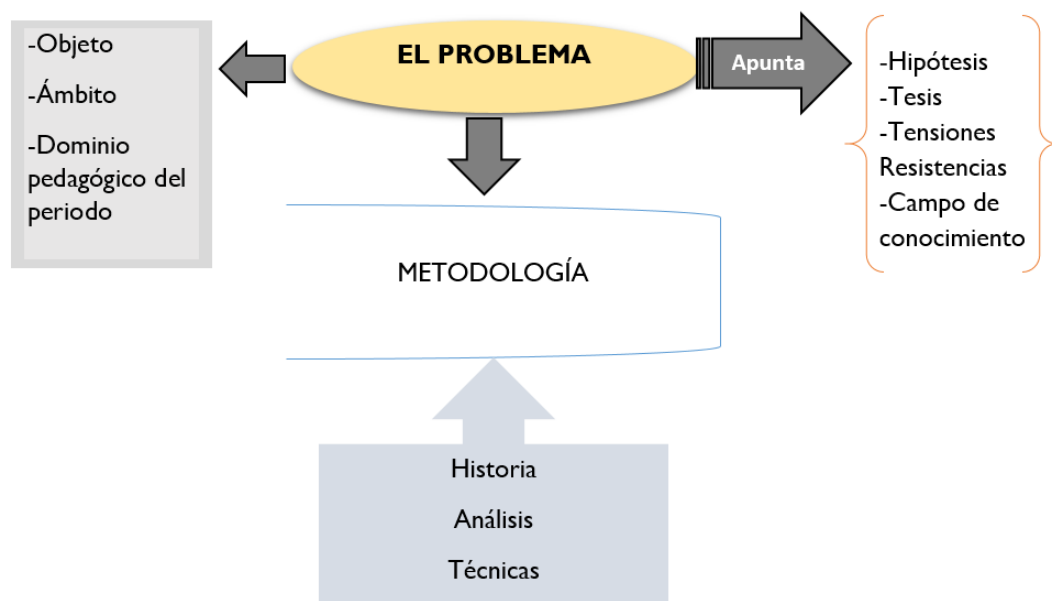 -Objeto
-Ámbito
-Dominio
pedagógico del
periodo
EL PROBLEMA
Apunta
-Hipótesis
-Tesis
-Tensiones
Resistencias
-Campo de
conocimiento
METODOLOGÍA
Historia
Análisis
Técnicas